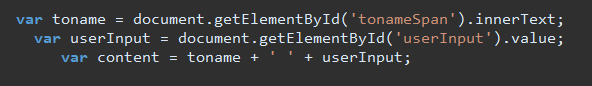 var toname = document.getElementById('tonameSpan').innerText;
var userInput = document.getElementById('userInput').value;
var content = toname + ' ' + userInput;